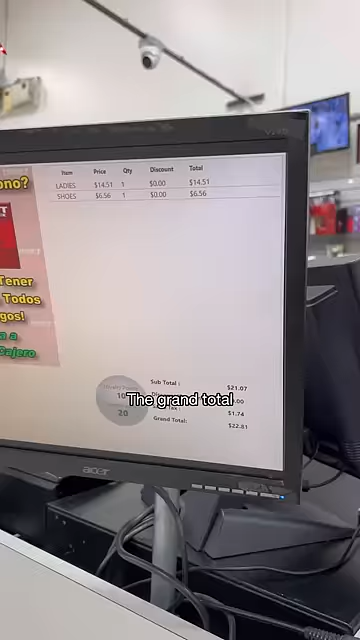 ono?
Tener
Todos
gos!
a a
Cajero
Item Price Qty Discount Total
LADIES $14.51 1 $0.00 $14.51
SHOES $6.56 1 $0.00 $6.56
Sub Total : $21.07
The grand total
Tax : $1.74
20
Grand Total: $22.81
acer